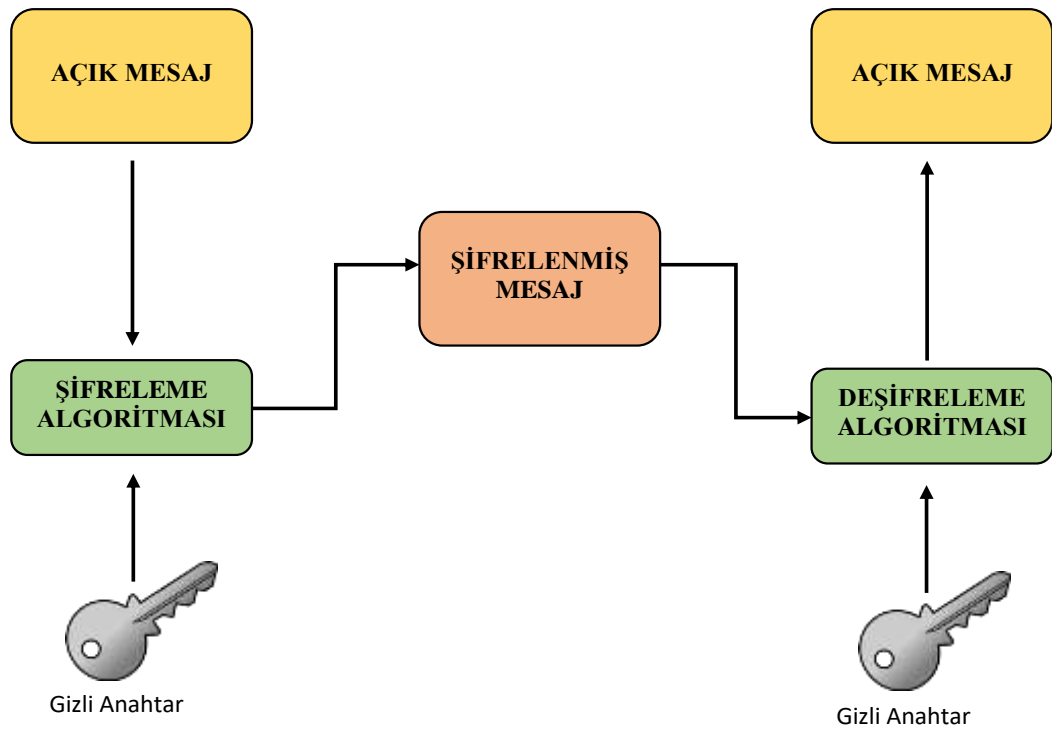 AÇIK MESAJ
AÇIK MESAJ
ŞİFRELENMİŞ
MESAJ
ŞİFRELEME
ALGORİTMASI
DEŞİFRELEME
ALGORİTMASI
Gizli Anahtar
Gizli Anahtar